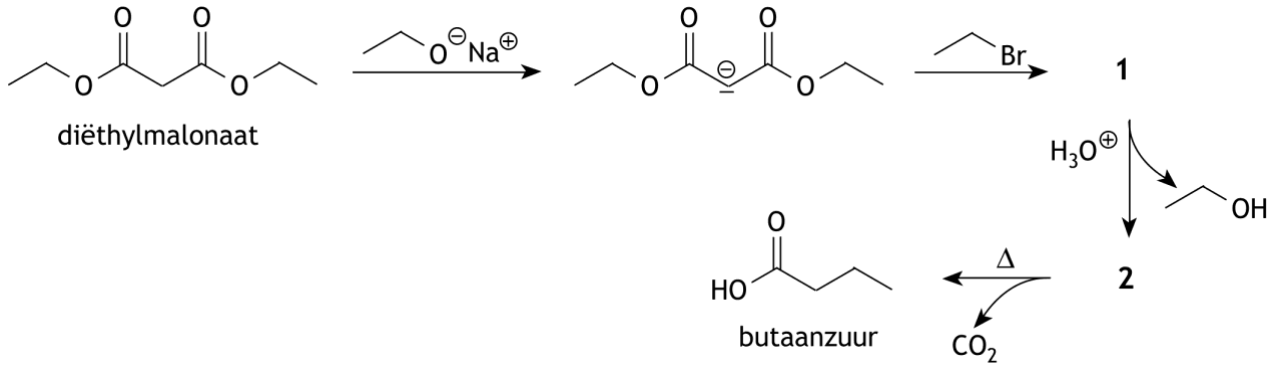 O O O⊖Na⊕ O O
O O O ⊖ O Br 1
diëthylmalonaat
H₃O⊕
OH
O Δ 2
HO
butaanzuur CO₂